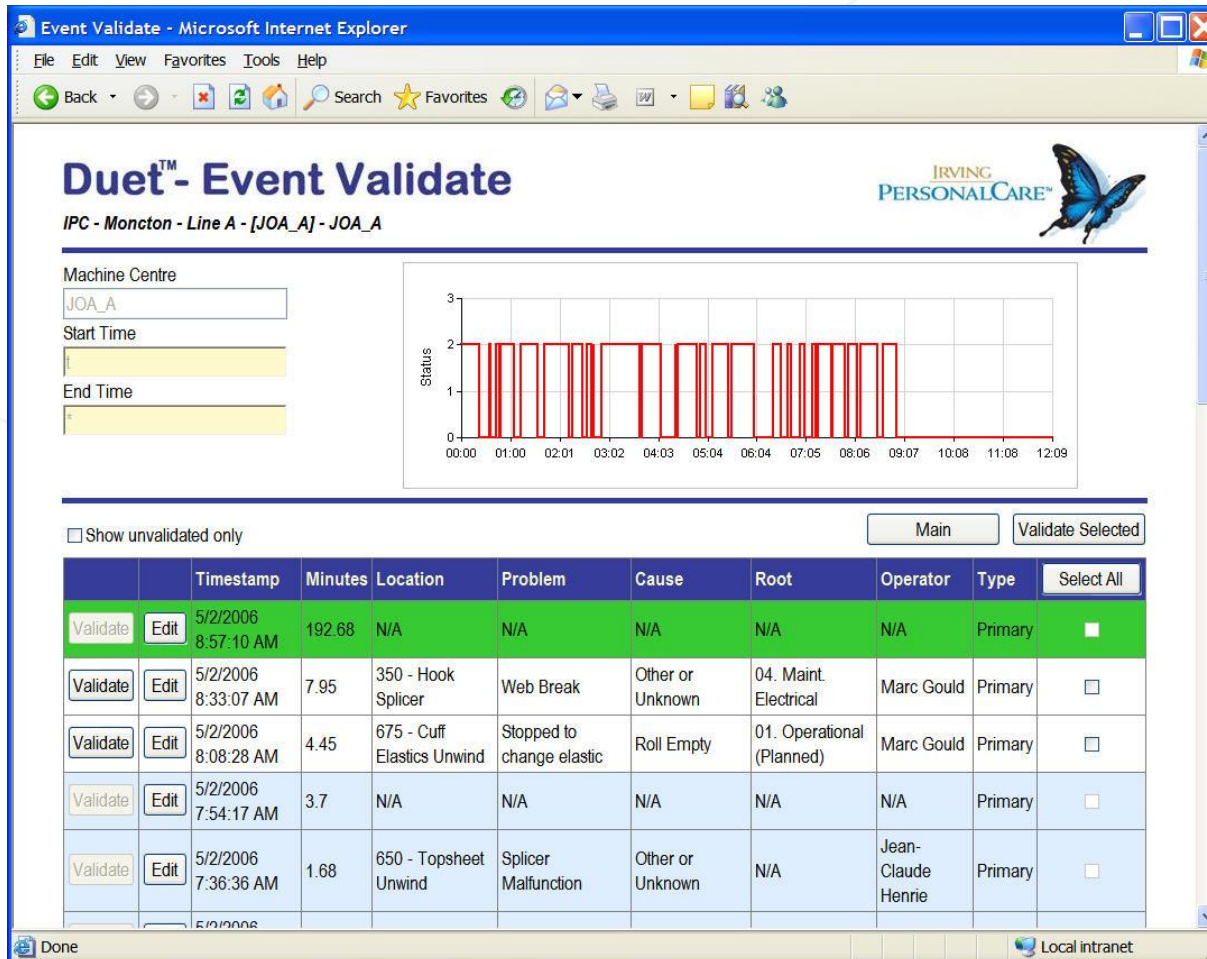 Event Validate - Microsoft Internet Explorer
File Edit View Favorites Tools Help
Back Search Favorites
Duet™- Event Validate
IRVING
PERSONALCARE™
IPC - Moncton - Line A - [JOA_A] - JOA_A
Machine Centre
JOA_A
Start Time
t
End Time
*
Status
3
2
1
0
00:00 01:00 02:01 03:02 04:03 05:04 06:04 07:05 08:06 09:07 10:08 11:08 12:09
Show unvalidated only
Main
Validate Selected
Timestamp Minutes Location Problem Cause Root Operator Type Select All
Validate Edit 5/2/2006 8:57:10 AM 192.68 N/A N/A N/A N/A N/A Primary
Validate Edit 5/2/2006 8:33:07 AM 7.95 350 - Hook Splicer Web Break Other or Unknown 04. Maint. Electrical Marc Gould Primary
Validate Edit 5/2/2006 8:08:28 AM 4.45 675 - Cuff Elastics Unwind Stopped to change elastic Roll Empty 01. Operational (Planned) Marc Gould Primary
Validate Edit 5/2/2006 7:54:17 AM 3.7 N/A N/A N/A N/A N/A Primary
Validate Edit 5/2/2006 7:36:36 AM 1.68 650 - Topsheet Unwind Splicer Malfunction Other or Unknown N/A Jean-Claude Henrie Primary
5/2/2006
Done
Local intranet